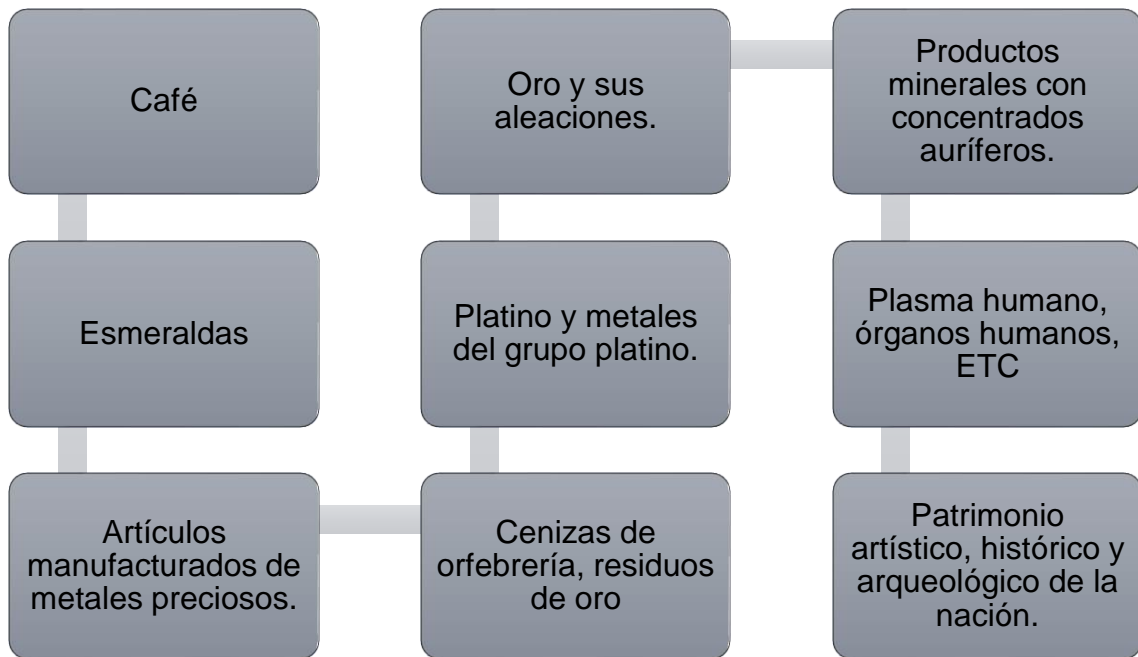 Café
Esmeraldas
Artículos
manufacturados de
metales preciosos.
Cenizas de
orfebrería, residuos
de oro
Platino y metales
del grupo platino.
Oro y sus
aleaciones.
Productos
minerales con
concentrados
auríferos.
Plasma humano,
órganos humanos,
ETC
Patrimonio
artístico, histórico y
arqueológico de la
nación.